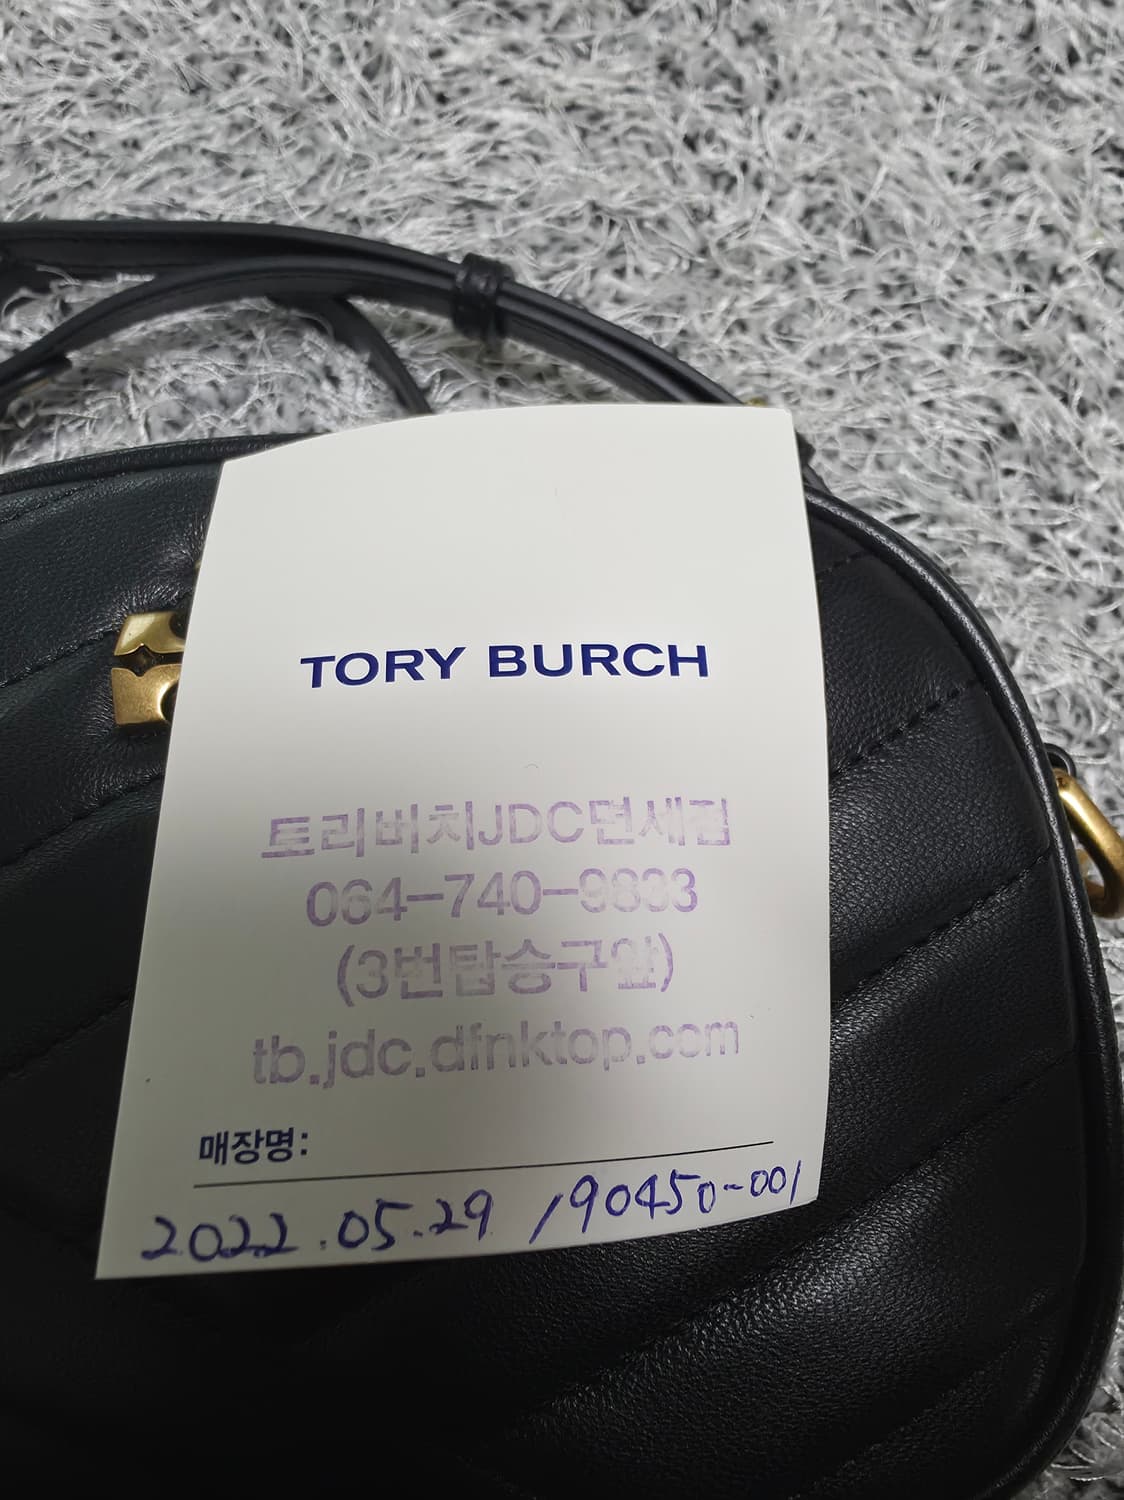 TORY BURCH
토리버치JDC면세점
064-740-9833
(3번탑승구앞)
tb.jdc.dfnktop.com
매장명:
2022.05.29 /90450-001